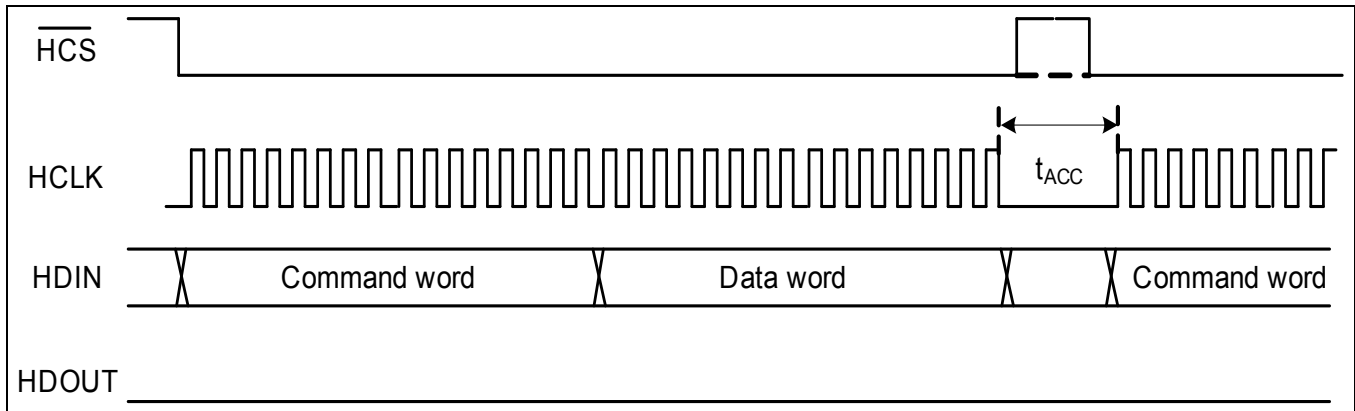 HCS
HCLK
tACC
HDIN
Command word
Data word
Command word
HDOUT